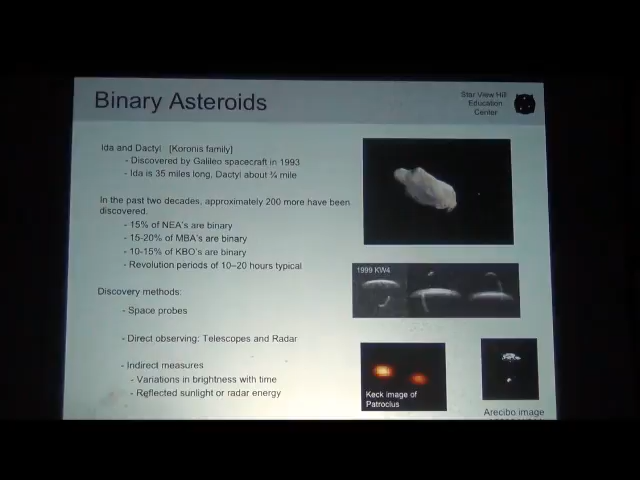 Binary Asteroids
Star View Hill
Education
Center
Ida and Dactyl [Koronis family]
- Discovered by Galileo spacecraft in 1993
- Ida is 35 miles long, Dactyl about ¾ mile
In the past two decades, approximately 200 more have been
discovered.
- 15% of NEA's are binary
- 15-20% of MBA's are binary
- 10-15% of KBO's are binary
- Revolution periods of 10–20 hours typical
Discovery methods:
- Space probes
- Direct observing: Telescopes and Radar
- Indirect measures
- Variations in brightness with time
- Reflected sunlight or radar energy
1999 KW4
Keck image of
Patroclus
Arecibo image